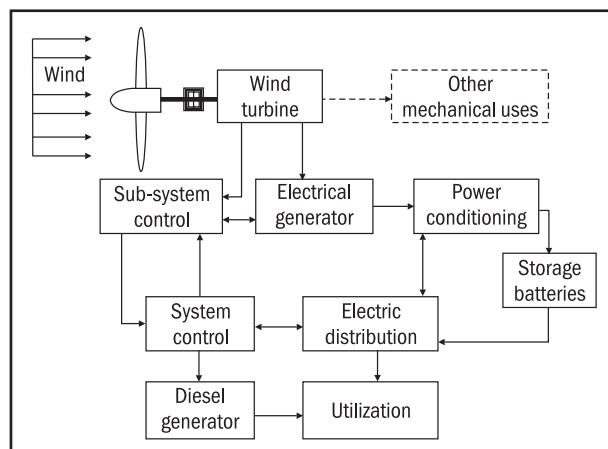 Wind
Wind
turbine
Other
mechanical uses
Sub-system
control
Electrical
generator
Power
conditioning
Storage
batteries
System
control
Electric
distribution
Diesel
generator
Utilization